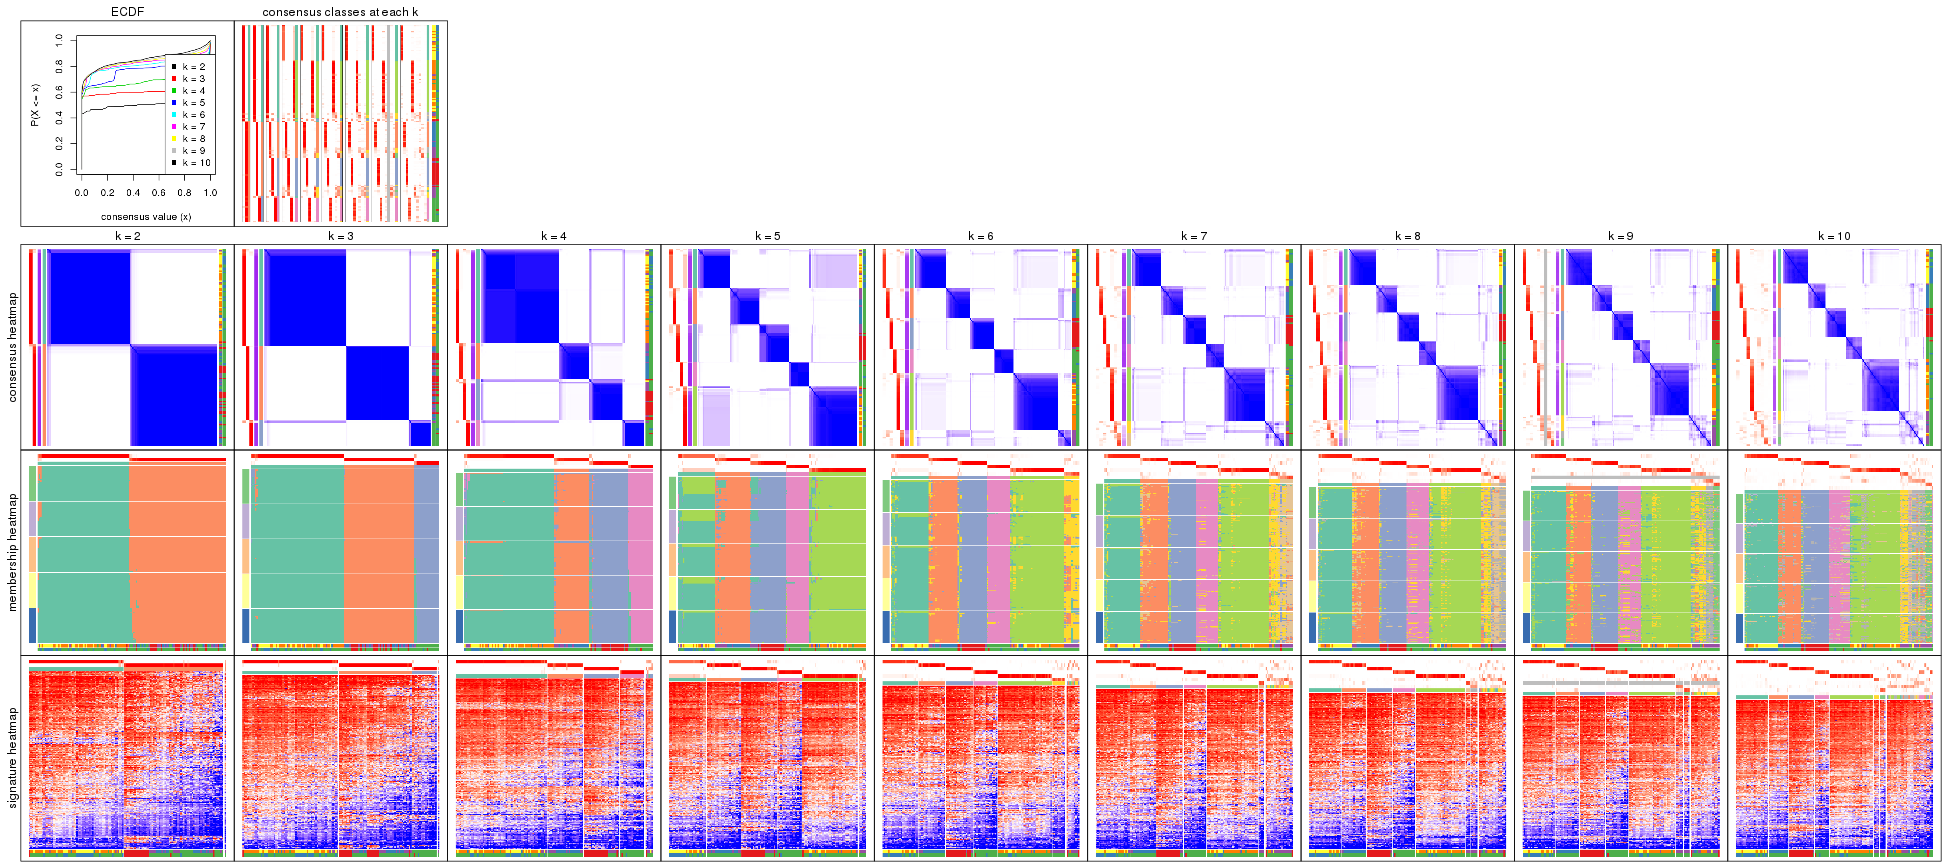 ECDF
consensus classes at each k
P(X <= x)
0.0
0.2
0.4
0.6
0.8
1.0
k = 2
k = 3
k = 4
k = 5
k = 6
k = 7
k = 8
k = 9
k = 10
0.0 0.2 0.4 0.6 0.8 1.0
consensus value (x)
k = 2 k = 3 k = 4 k = 5 k = 6 k = 7 k = 8 k = 9 k = 10
consensus heatmap
membership heatmap
signature heatmap